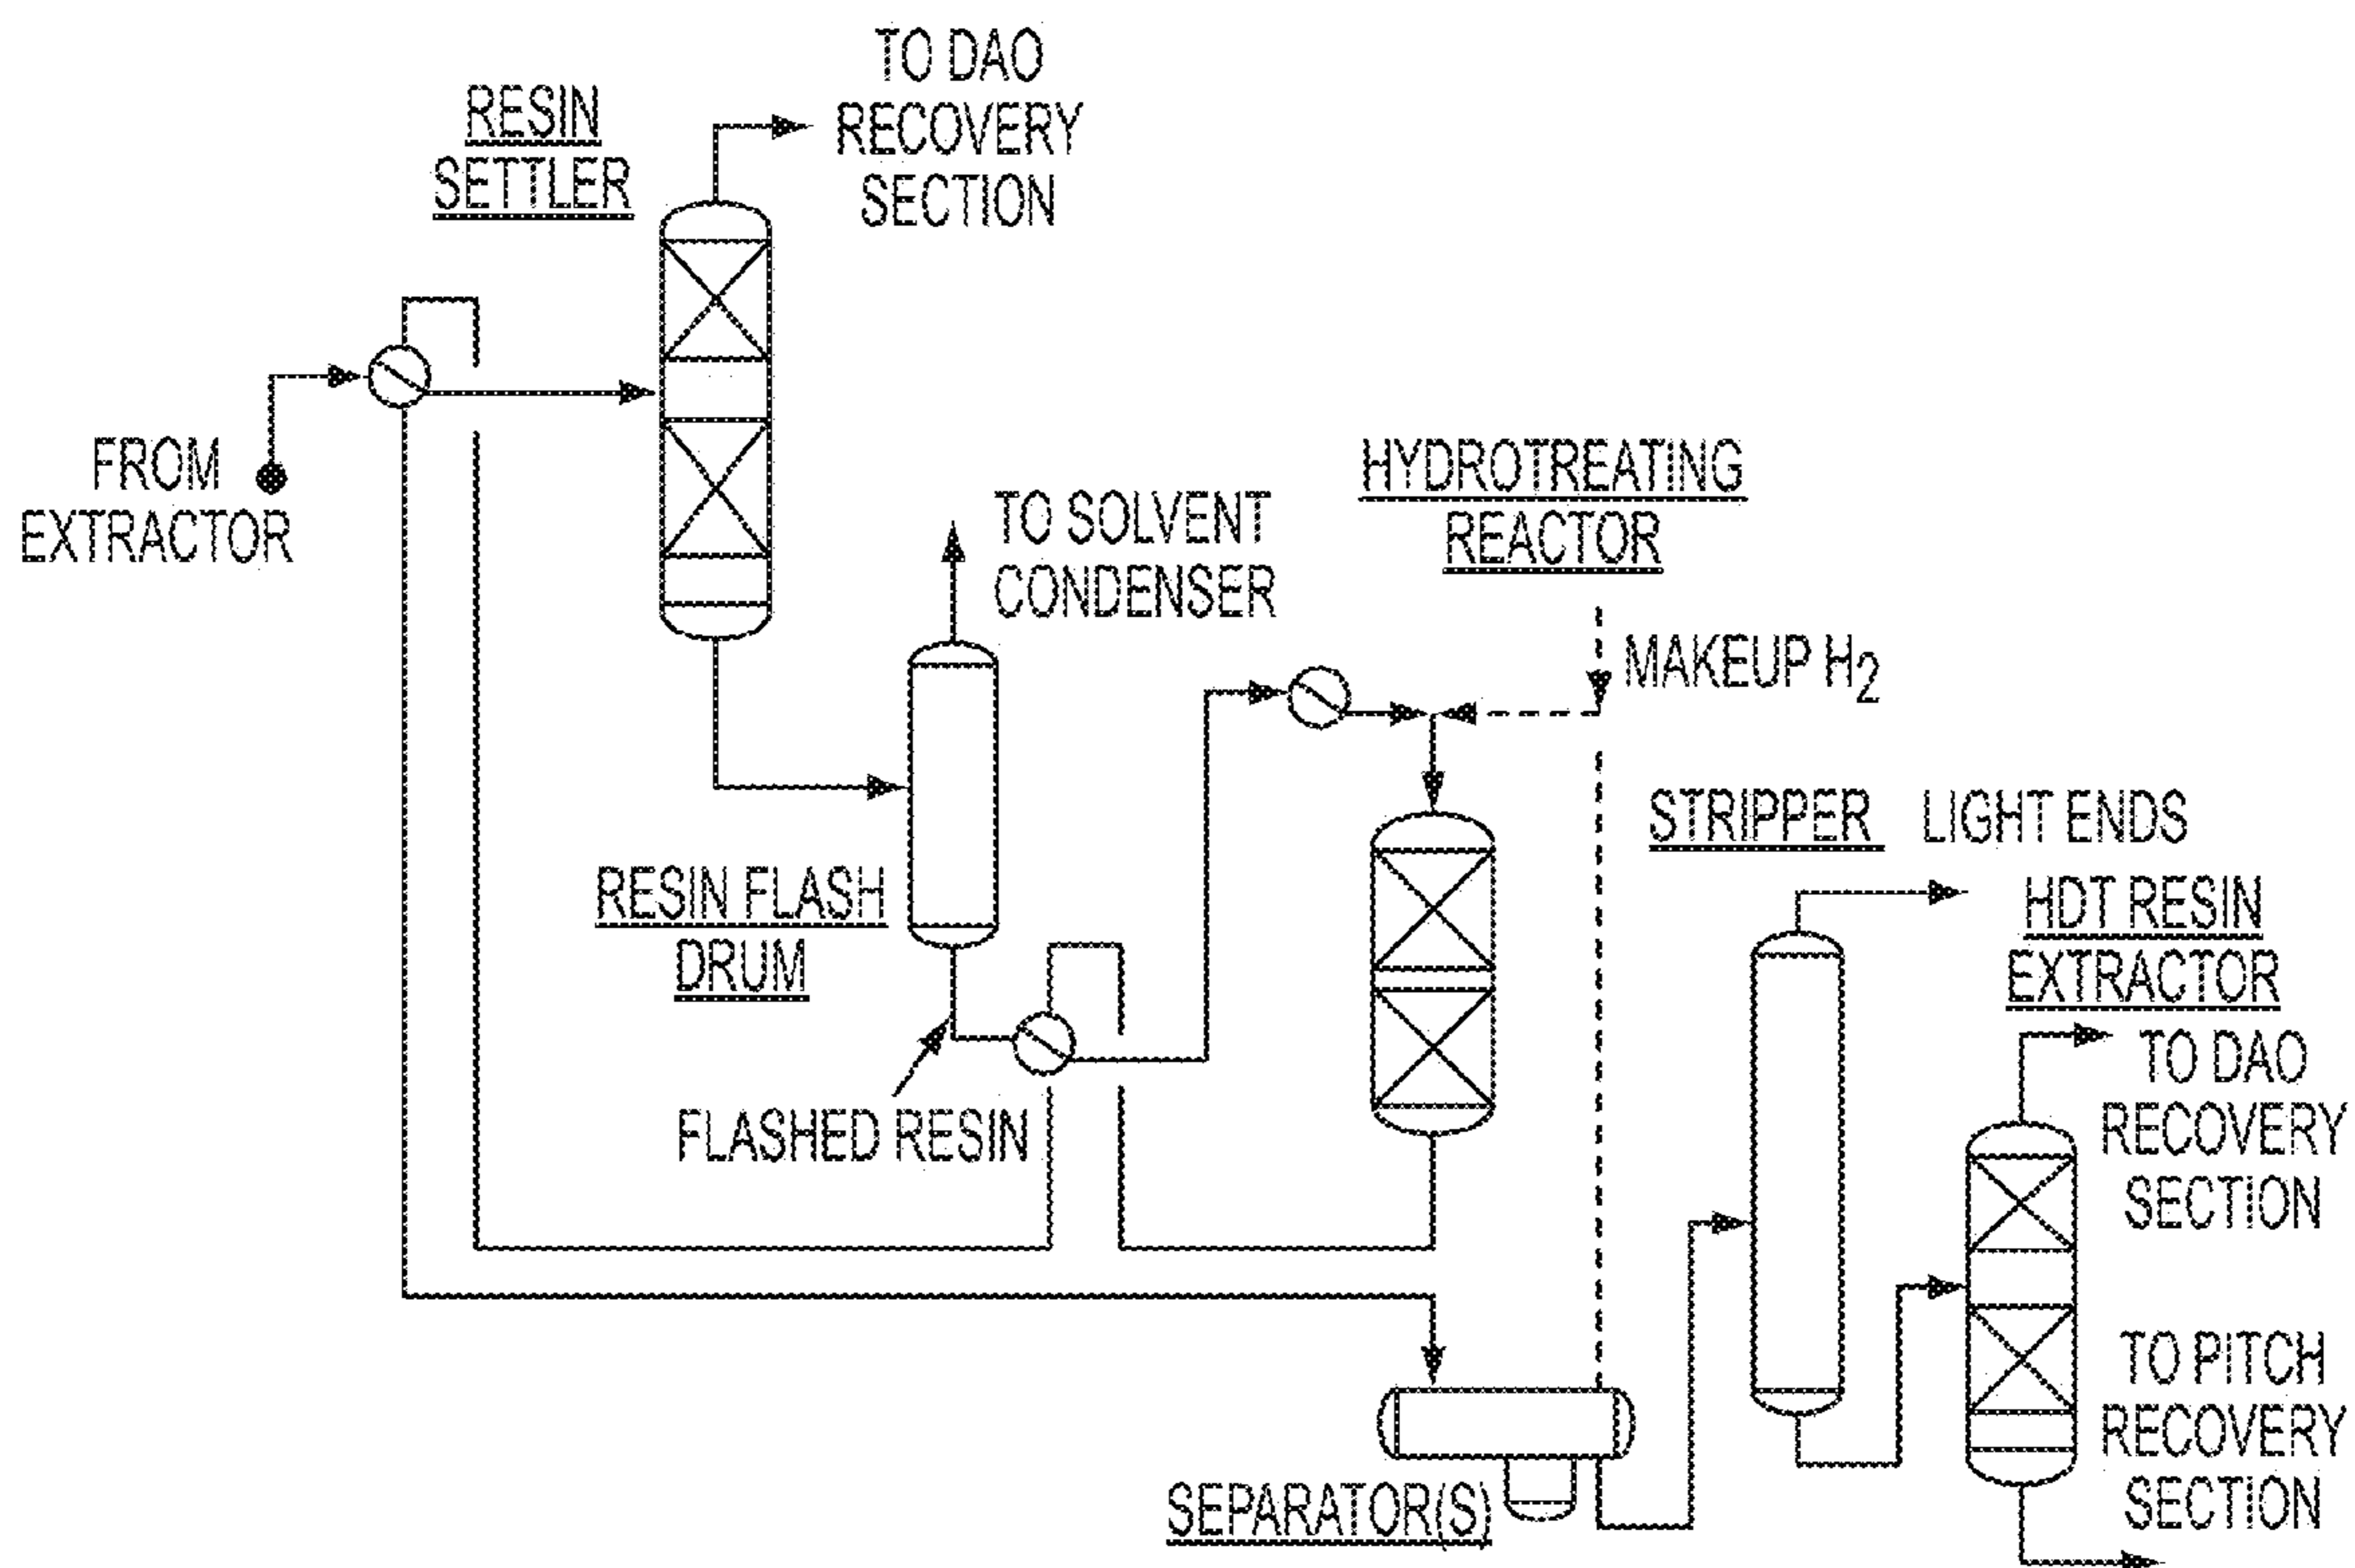 TO DAO
RECOVERY
SECTION
RESIN
SETTLER
FROM
EXTRACTOR
TO SOLVENT
CONDENSER
HYDROTREATING
REACTOR
MAKEUP H2
RESIN FLASH
DRUM
FLASHED RESIN
STRIPPER
LIGHT ENDS
HDT RESIN
EXTRACTOR
TO DAO
RECOVERY
SECTION
TO PITCH
RECOVERY
SECTION
SEPARATOR(S)